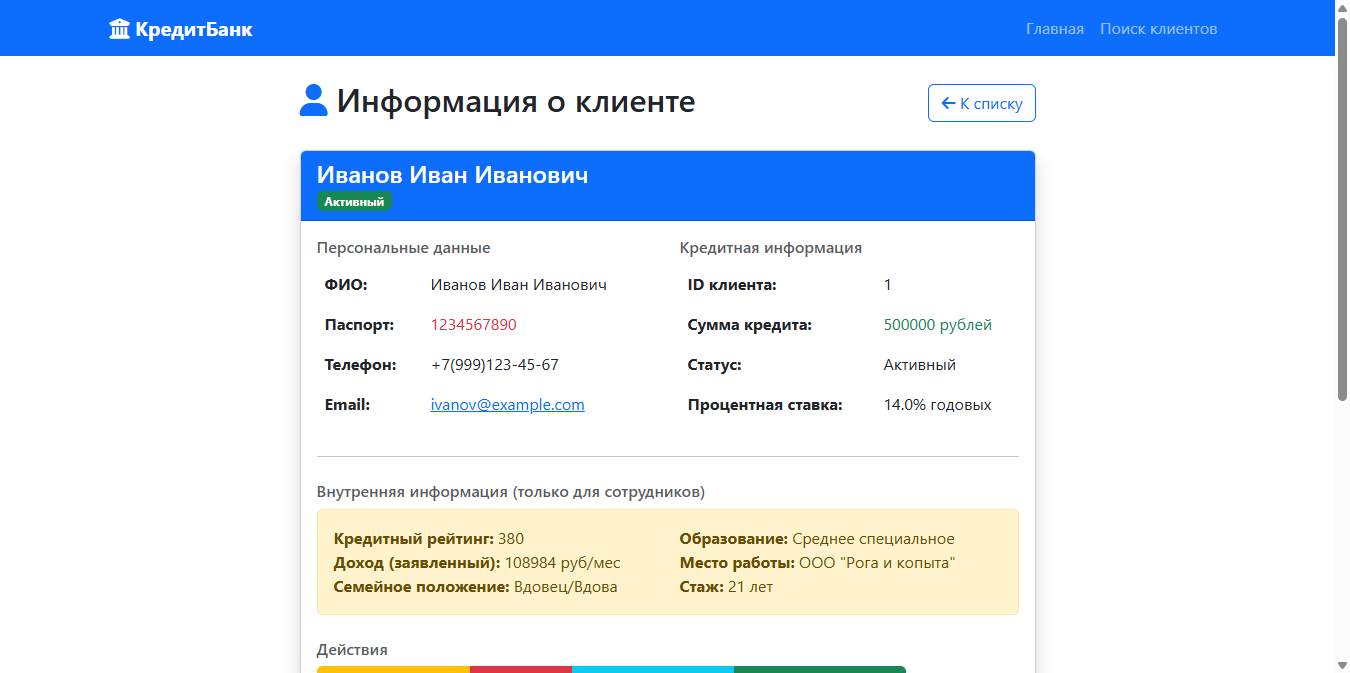 КредитБанк
Главная Поиск клиентов
Информация о клиенте
К списку
Иванов Иван Иванович
Активный
Персональные данные
ФИО: Иванов Иван Иванович
Паспорт: 1234567890
Телефон: +7(999)123-45-67
Email: ivanov@example.com
Кредитная информация
ID клиента: 1
Сумма кредита: 500000 рублей
Статус: Активный
Процентная ставка: 14.0% годовых
Внутренняя информация (только для сотрудников)
Кредитный рейтинг: 380
Доход (заявленный): 108984 руб/мес
Семейное положение: Вдовец/Вдова
Образование: Среднее специальное
Место работы: ООО "Рога и копыта"
Стаж: 21 лет
Действия